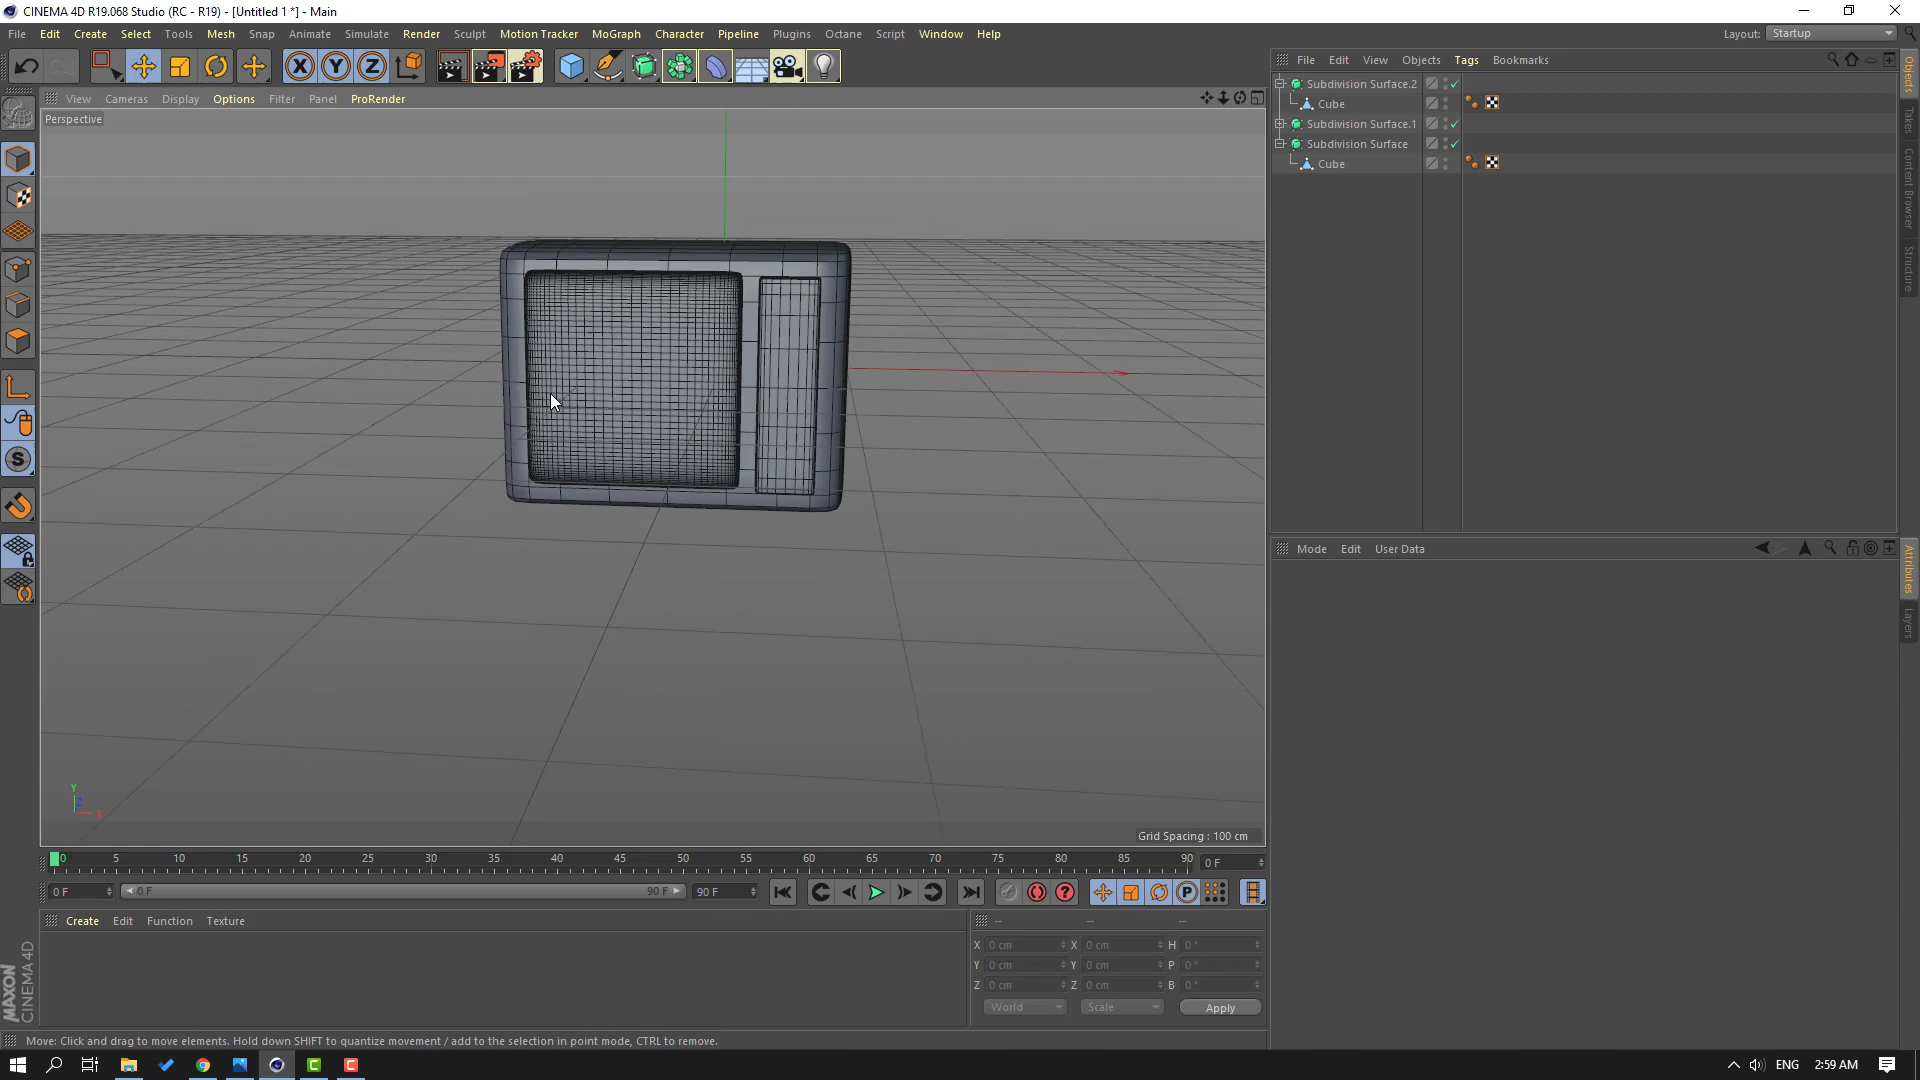 CINEMA 4D R19.068 Studio (RC - R19) - [Untitled 1 *] - Main
File Edit Create Select Tools Mesh Snap Animate Simulate Render Sculpt Motion Tracker MoGraph Character Pipeline Plugins Octane Script Window Help
Layout: Startup
View Cameras Display Options Filter Panel ProRender
File Edit View Objects Tags Bookmarks
Perspective
Subdivision Surface.2
Cube
Subdivision Surface.1
Subdivision Surface
Cube
Objects
Takes
Content Browser
Structure
Mode Edit User Data
Attributes
Layers
Y
Z
X
Grid Spacing : 100 cm
0 5 10 15 20 25 30 35 40 45 50 55 60 65 70 75 80 85 90 0 F
0 F 0 F 90 F 90 F
Create Edit Function Texture
-- -- --
X 0 cm X 0 cm H 0 °
Y 0 cm Y 0 cm P 0 °
Z 0 cm Z 0 cm B 0 °
World Scale Apply
MAXON
CINEMA 4D
Move: Click and drag to move elements. Hold down SHIFT to quantize movement / add to the selection in point mode, CTRL to remove.
ENG 2:59 AM